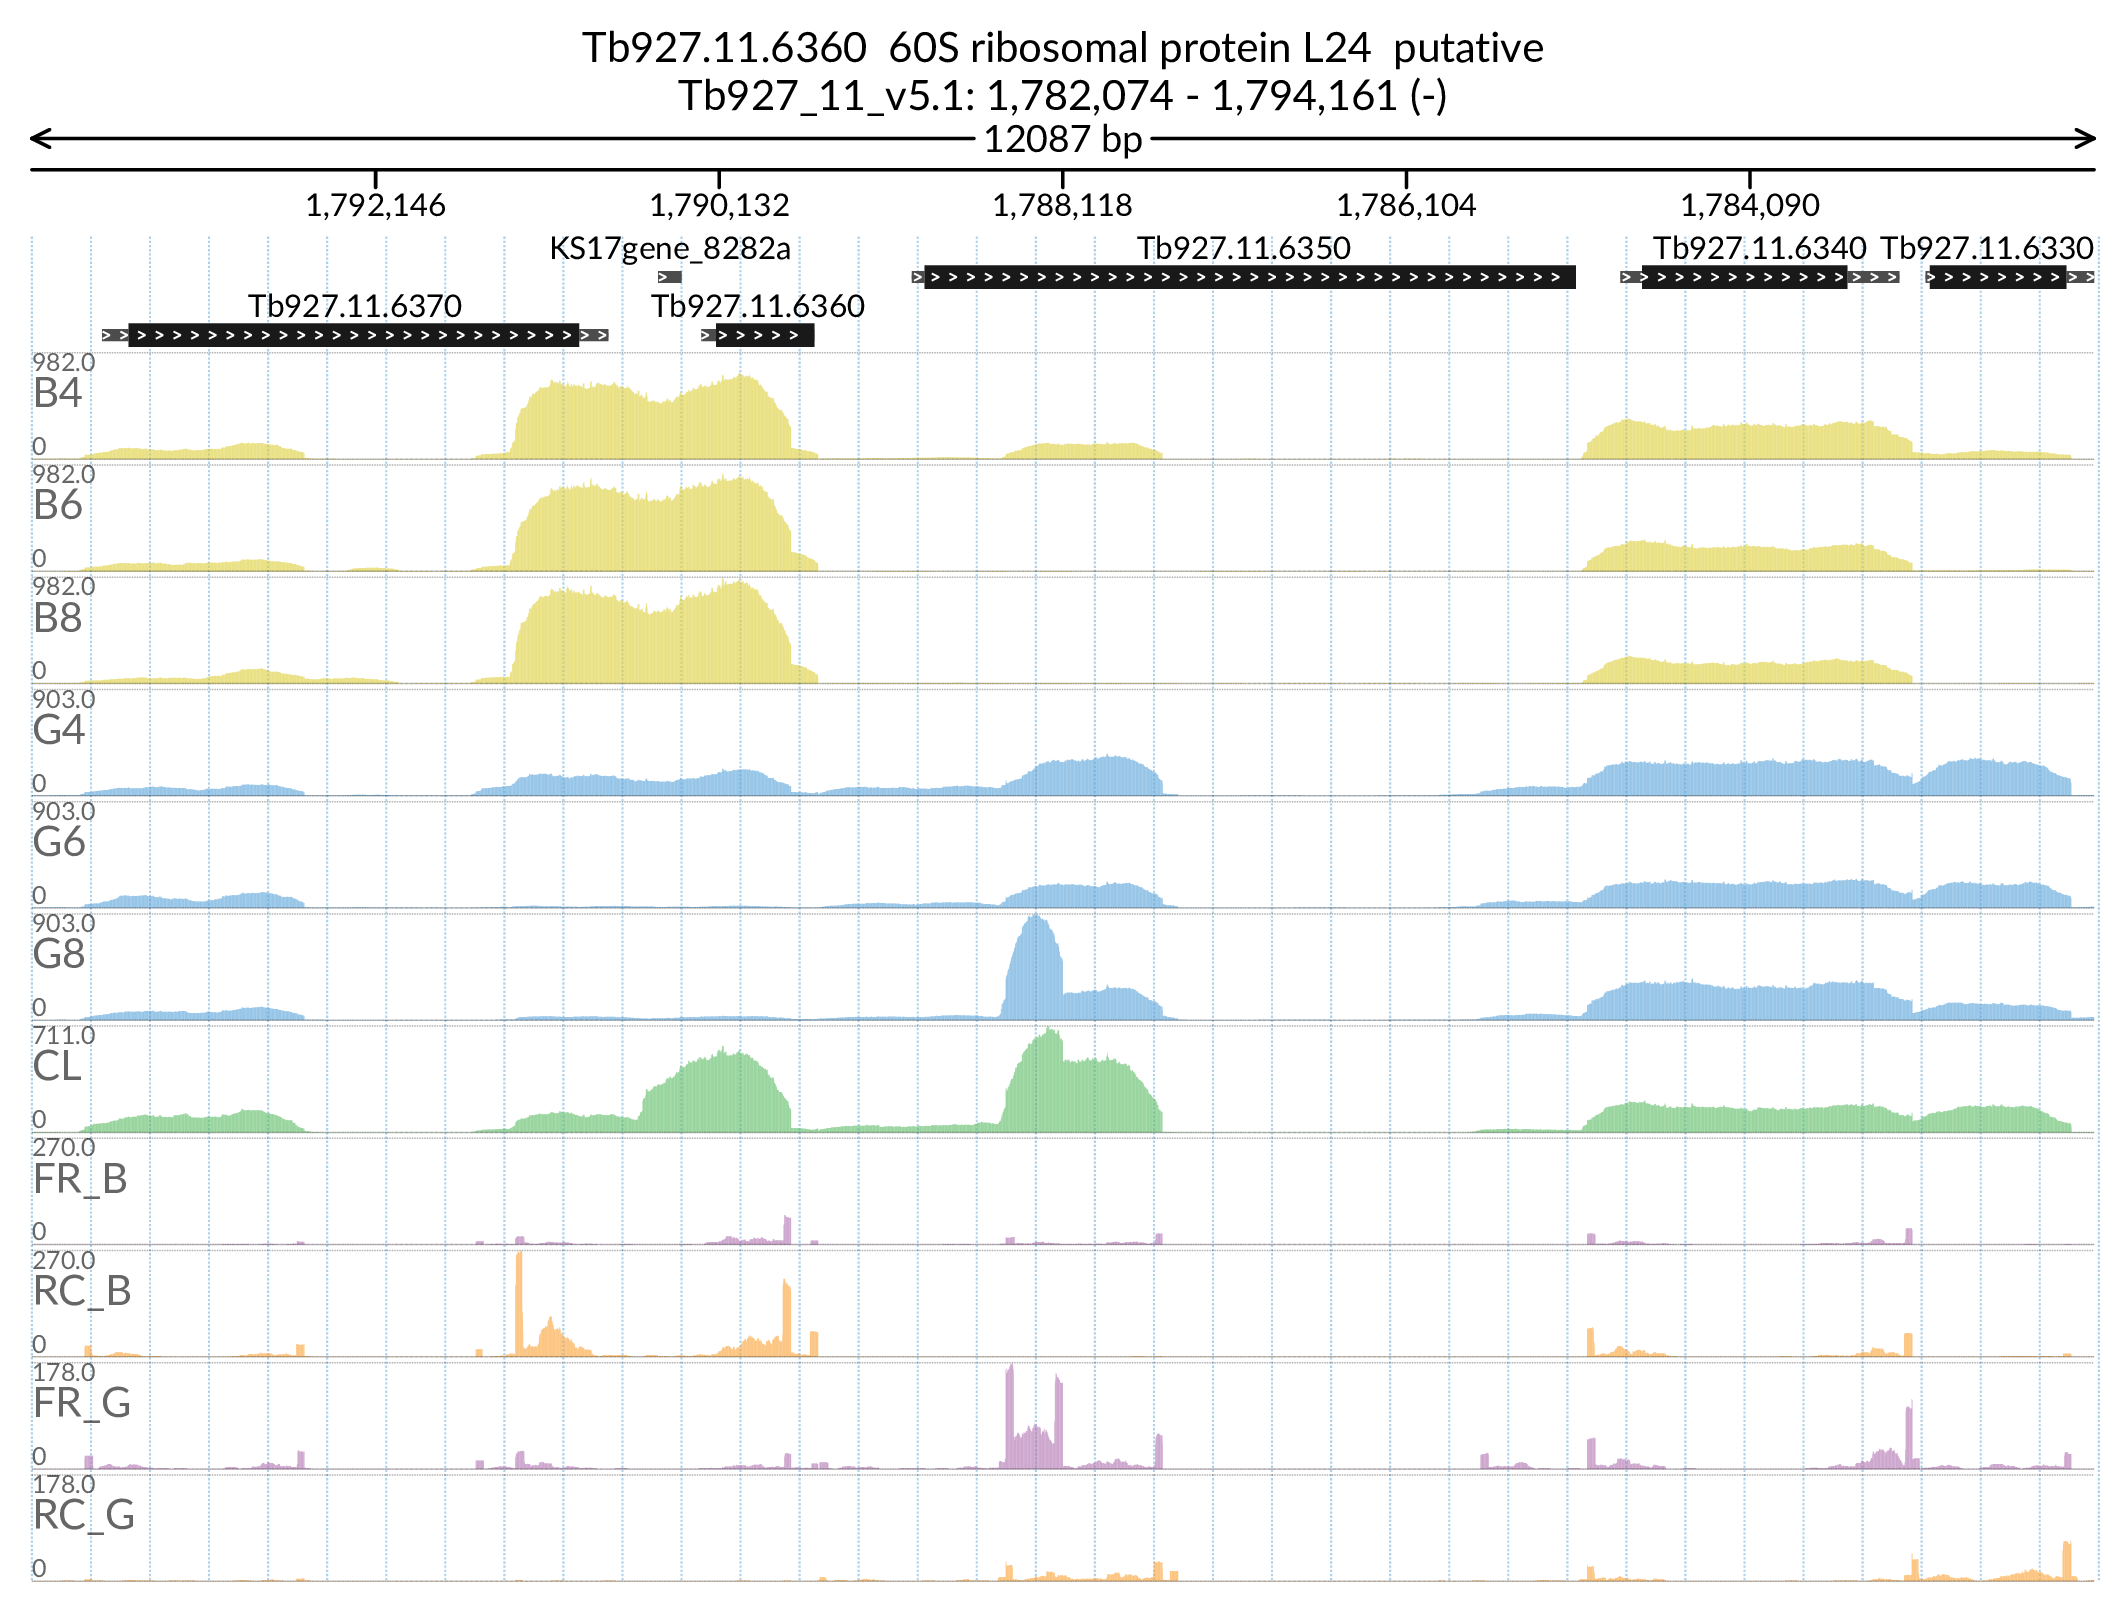 Tb927.11.6360  60S ribosomal protein L24  putative
Tb927_11_v5.1: 1,782,074 - 1,794,161 (-)
12087 bp
1,792,146 1,790,132 1,788,118 1,786,104 1,784,090
KS17gene_8282a Tb927.11.6350 Tb927.11.6340 Tb927.11.6330
Tb927.11.6370 Tb927.11.6360
982.0
B4
0
982.0
B6
0
982.0
B8
0
903.0
G4
0
903.0
G6
0
903.0
G8
0
711.0
CL
0
270.0
FR_B
0
270.0
RC_B
0
178.0
FR_G
0
178.0
RC_G
0